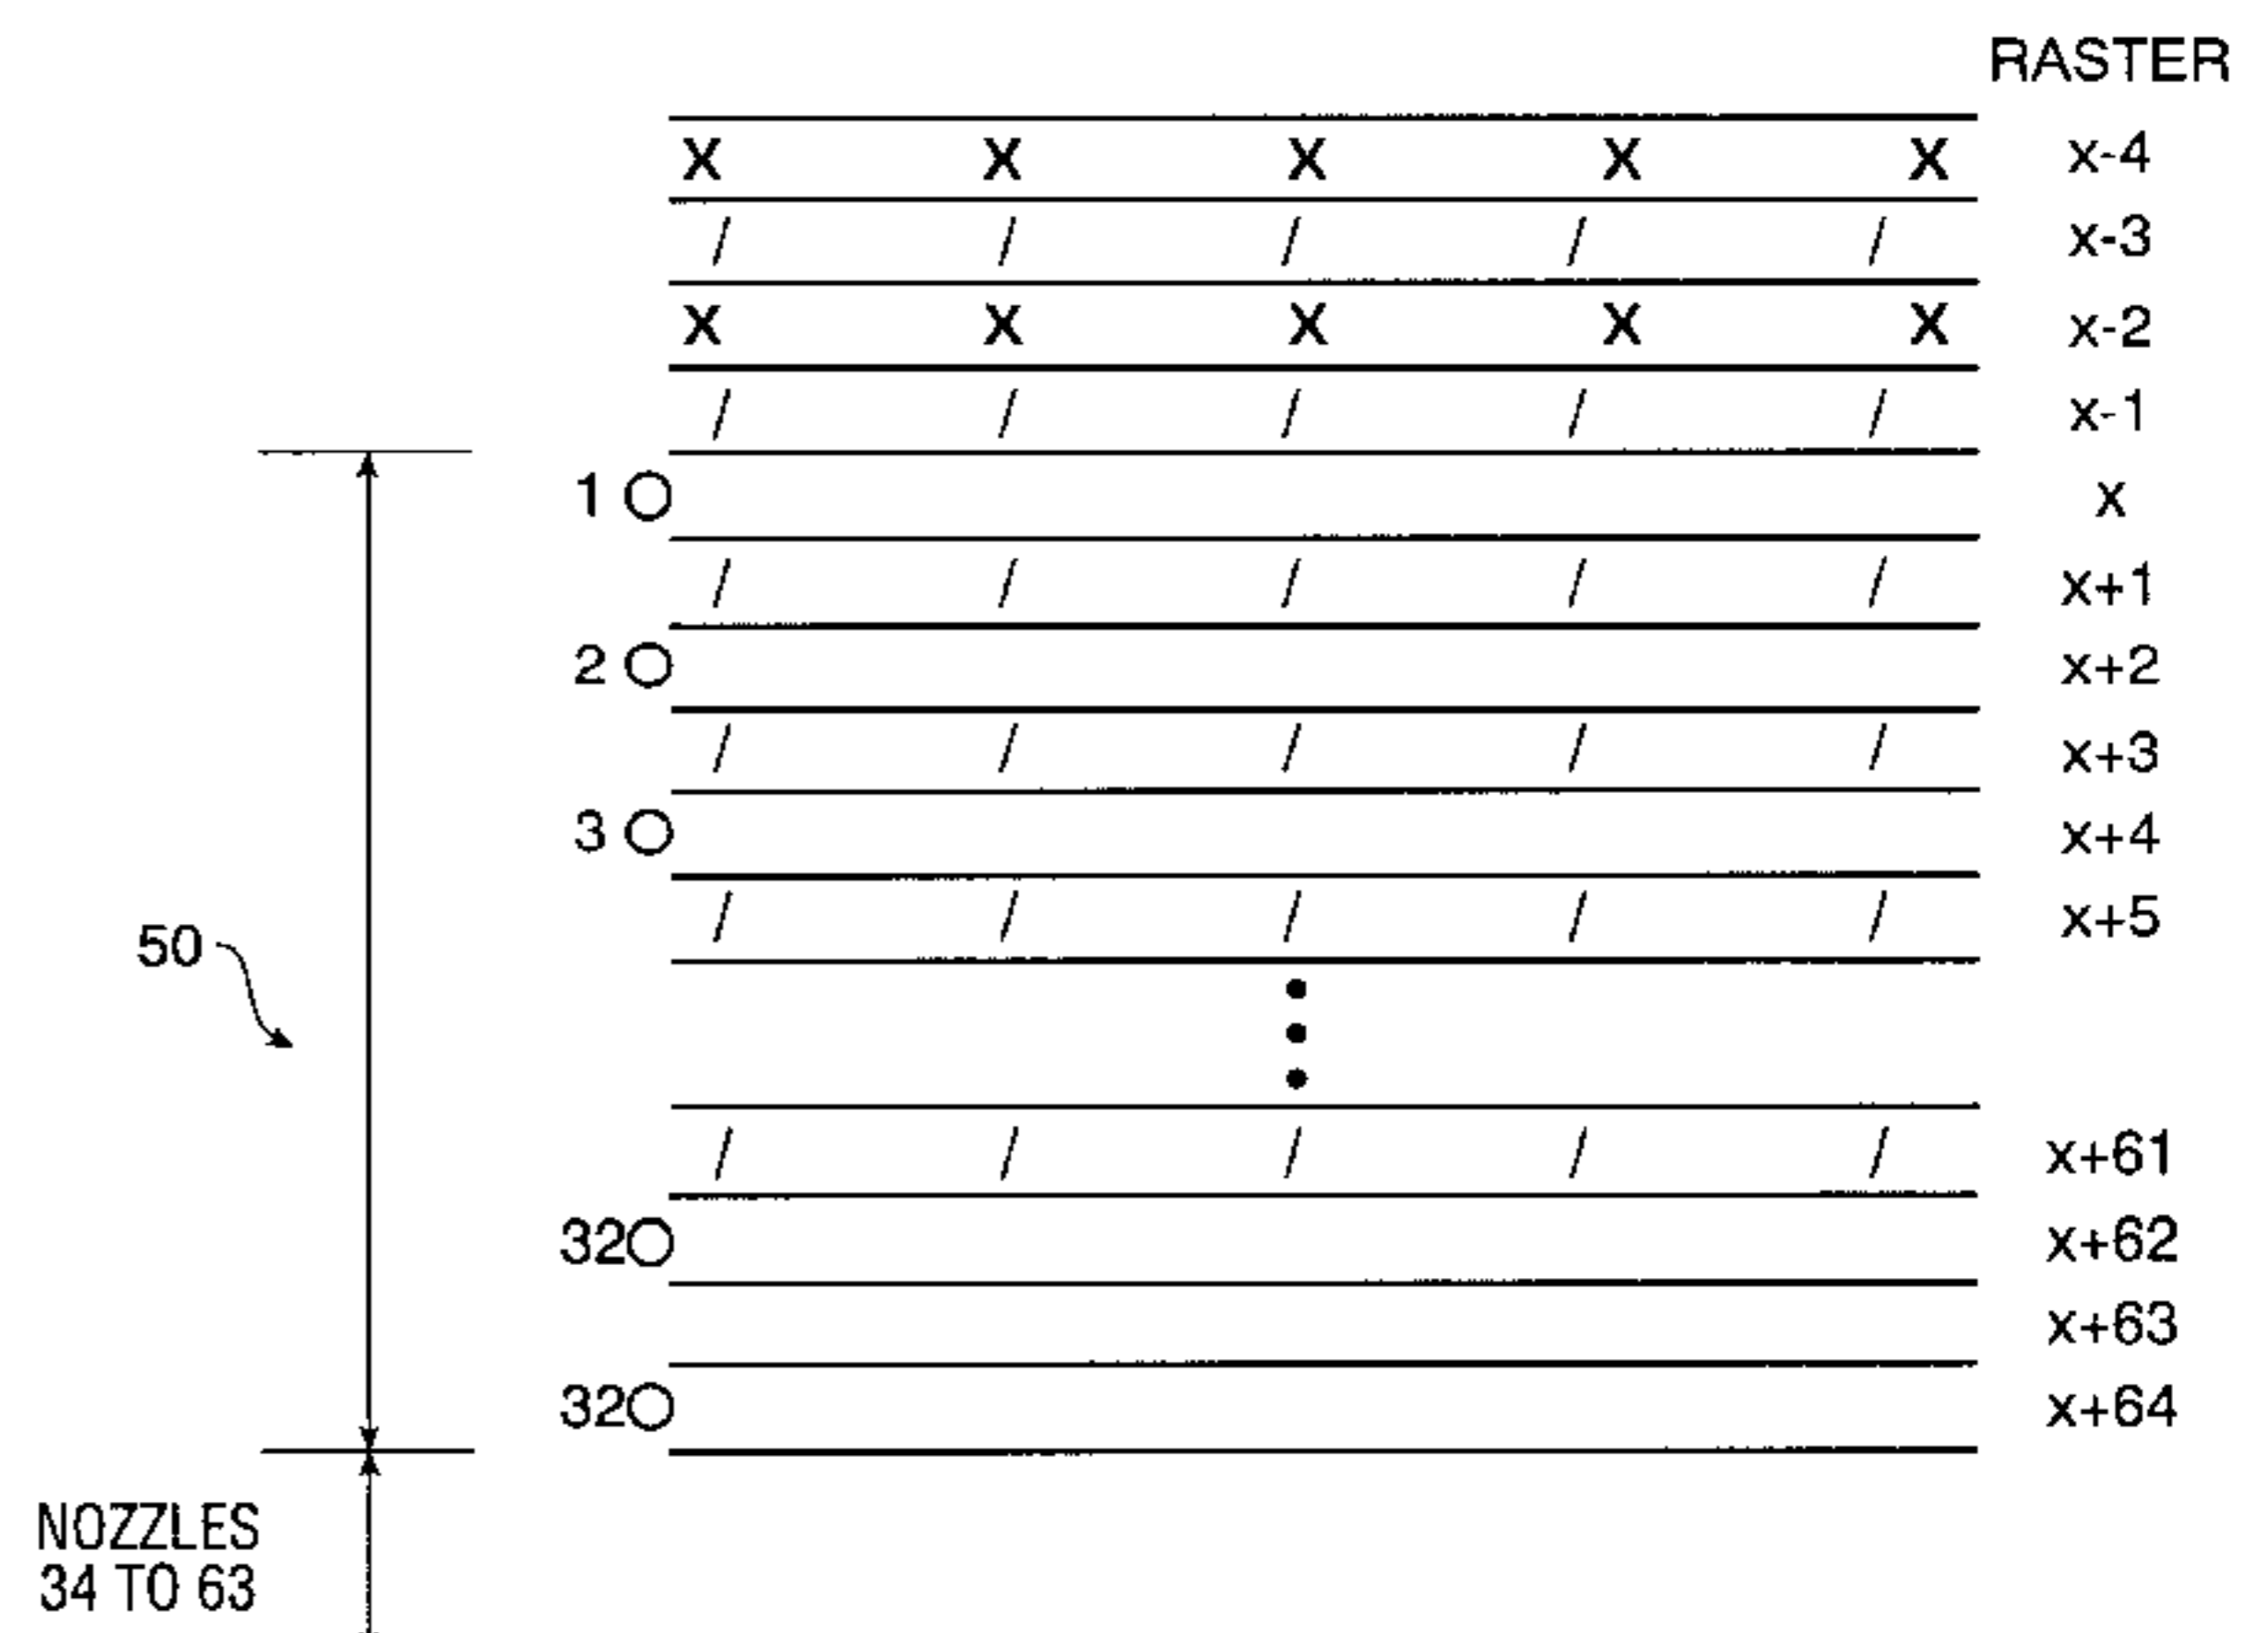 RASTER
X X X X X x-4
/ / / / / x-3
X X X X X x-2
/ / / / / x-1
1 x
/ / / / / x+1
2 x+2
/ / / / / x+3
3 x+4
/ / / / / x+5
50
/ / / / / x+61
32 x+62
x+63
32 x+64
NOZZLES
34 TO 63